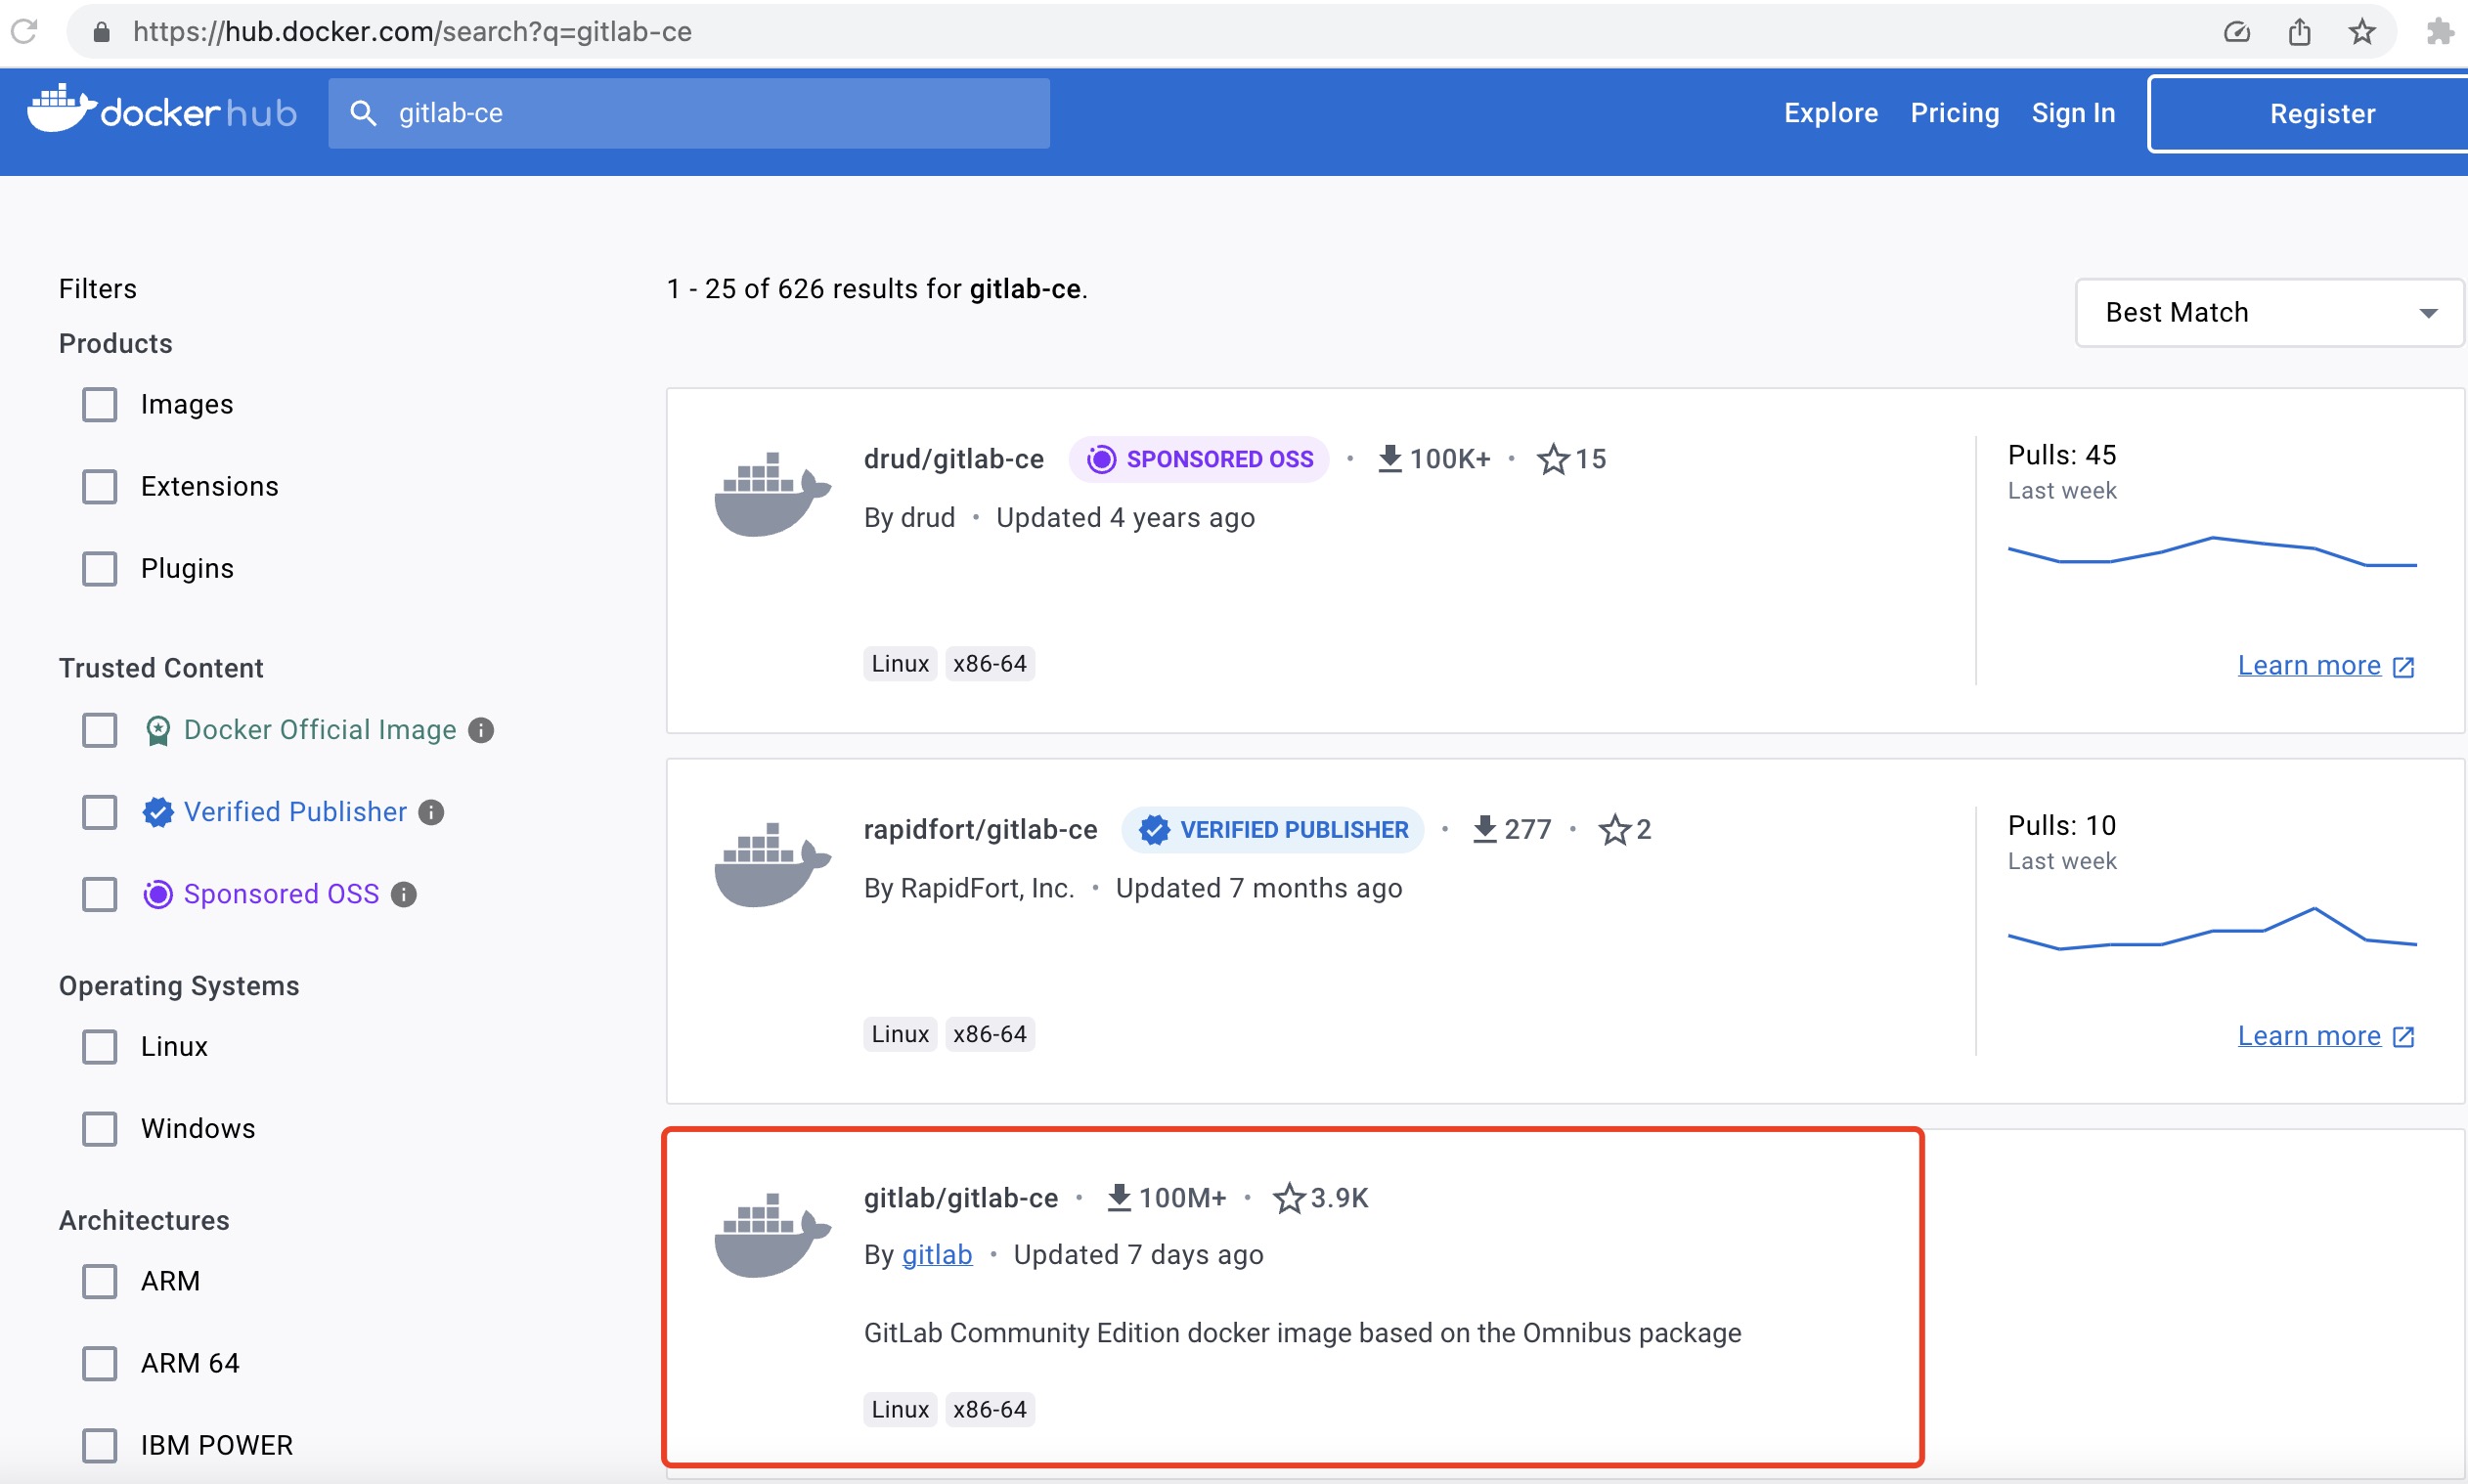 https://hub.docker.com/search?q=gitlab-ce
docker hub
gitlab-ce
Explore
Pricing
Sign In
Register
Filters
Products
Images
Extensions
Plugins
Trusted Content
Docker Official Image
Verified Publisher
Sponsored OSS
Operating Systems
Linux
Windows
Architectures
ARM
ARM 64
IBM POWER
1 - 25 of 626 results for gitlab-ce.
Best Match
drud/gitlab-ce SPONSORED OSS • 100K+ • 15
By drud • Updated 4 years ago
Linux x86-64
Pulls: 45
Last week
Learn more
rapidfort/gitlab-ce VERIFIED PUBLISHER • 277 • 2
By RapidFort, Inc. • Updated 7 months ago
Linux x86-64
Pulls: 10
Last week
Learn more
gitlab/gitlab-ce • 100M+ • 3.9K
By gitlab • Updated 7 days ago
GitLab Community Edition docker image based on the Omnibus package
Linux x86-64